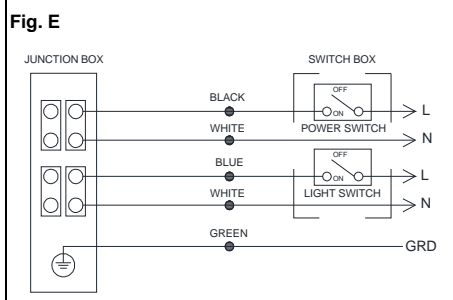 Fig. E
JUNCTION BOX
SWITCH BOX
OFF
BLACK
ON
L
WHITE
POWER SWITCH
N
OFF
BLUE
ON
L
WHITE
LIGHT SWITCH
N
GREEN
GRD